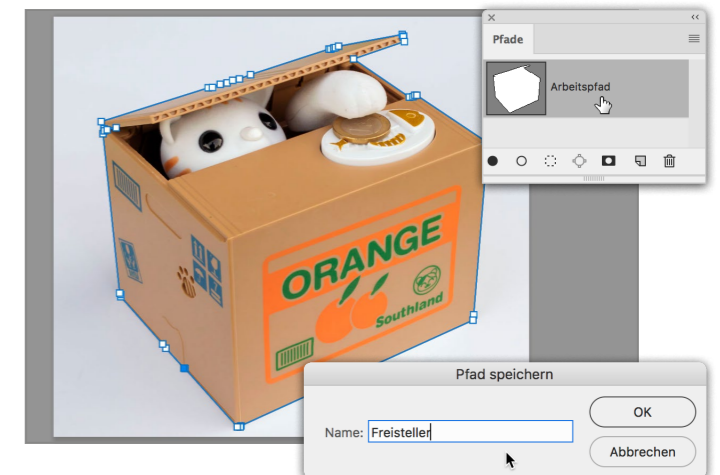 Pfade
Arbeitspfad
ORANGE
Southland
Pfad speichern
Name: Freisteller
OK
Abbrechen